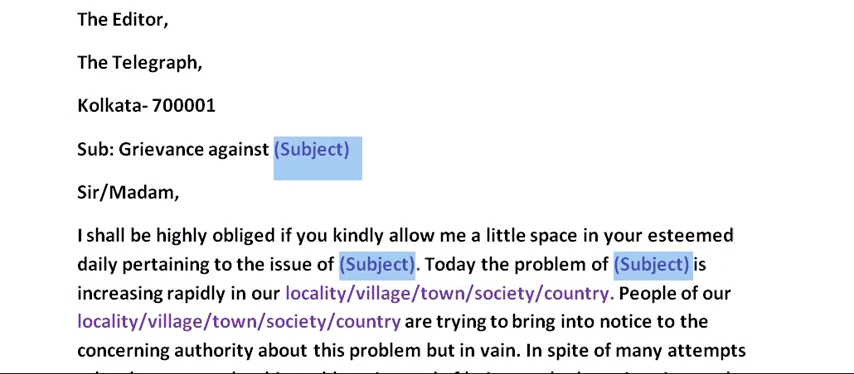 The Editor,
The Telegraph,
Kolkata- 700001
Sub: Grievance against (Subject)
Sir/Madam,
I shall be highly obliged if you kindly allow me a little space in your esteemed
daily pertaining to the issue of (Subject). Today the problem of (Subject) is
increasing rapidly in our locality/village/town/society/country. People of our
locality/village/town/society/country are trying to bring into notice to the
concerning authority about this problem but in vain. In spite of many attempts